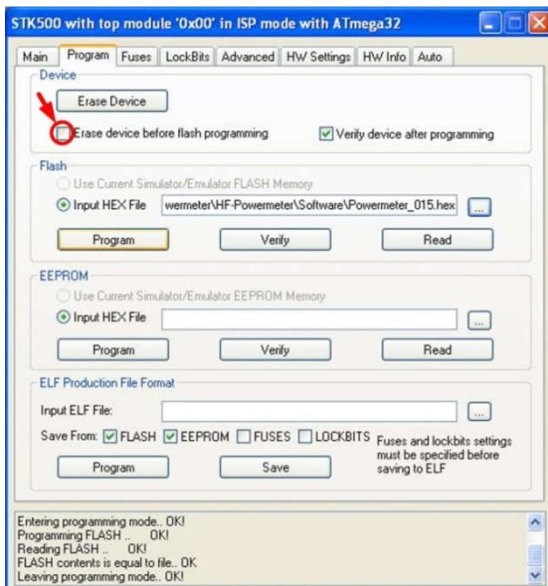 STK500 with top module '0x00' in ISP mode with ATmega32
Main Program Fuses LockBits Advanced HW Settings HW Info Auto
Device
Erase Device
Erase device before flash programming Verify device after programming
Flash
Use Current Simulator/Emulator FLASH Memory
Input HEX File wermeter\HF-Powermeter\Software\Powermeter_015.hex ...
Program Verify Read
EEPROM
Use Current Simulator/Emulator EEPROM Memory
Input HEX File ...
Program Verify Read
ELF Production File Format
Input ELF File: ...
Save From: FLASH EEPROM FUSES LOCKBITS Fuses and lockbits settings
must be specified before
Program Save saving to ELF
Entering programming mode.. OK!
Programming FLASH .. OK!
Reading FLASH .. OK!
FLASH contents is equal to file.. OK
Leaving programming mode.. OK!